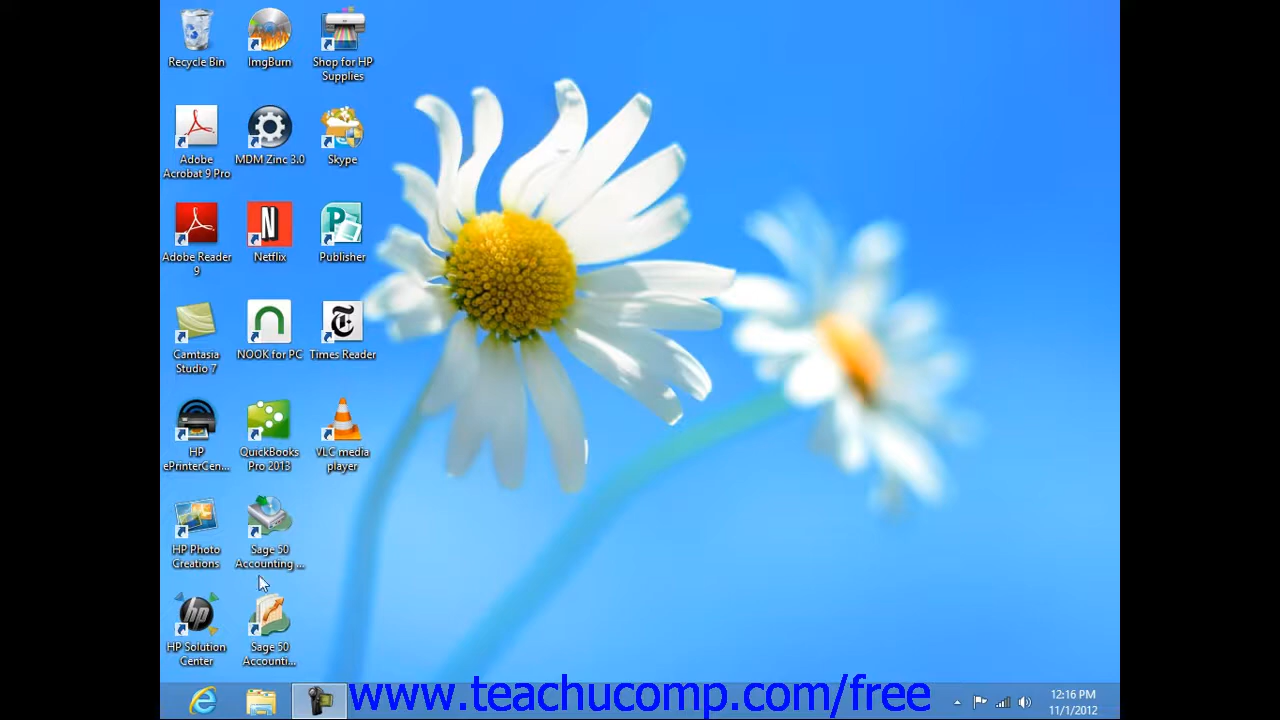 Recycle Bin
ImgBurn
Shop for HP
Supplies
Adobe
Acrobat 9 Pro
MDM Zinc 3.0
Skype
Adobe Reader
9
Netflix
Publisher
Camtasia
Studio 7
NOOK for PC
Times Reader
HP
ePrinterCen...
QuickBooks
Pro 2013
VLC media
player
HP Photo
Creations
Sage 50
Accounting ...
HP Solution
Center
Sage 50
Accounti...
www.teachucomp.com/free
12:16 PM
11/1/2012